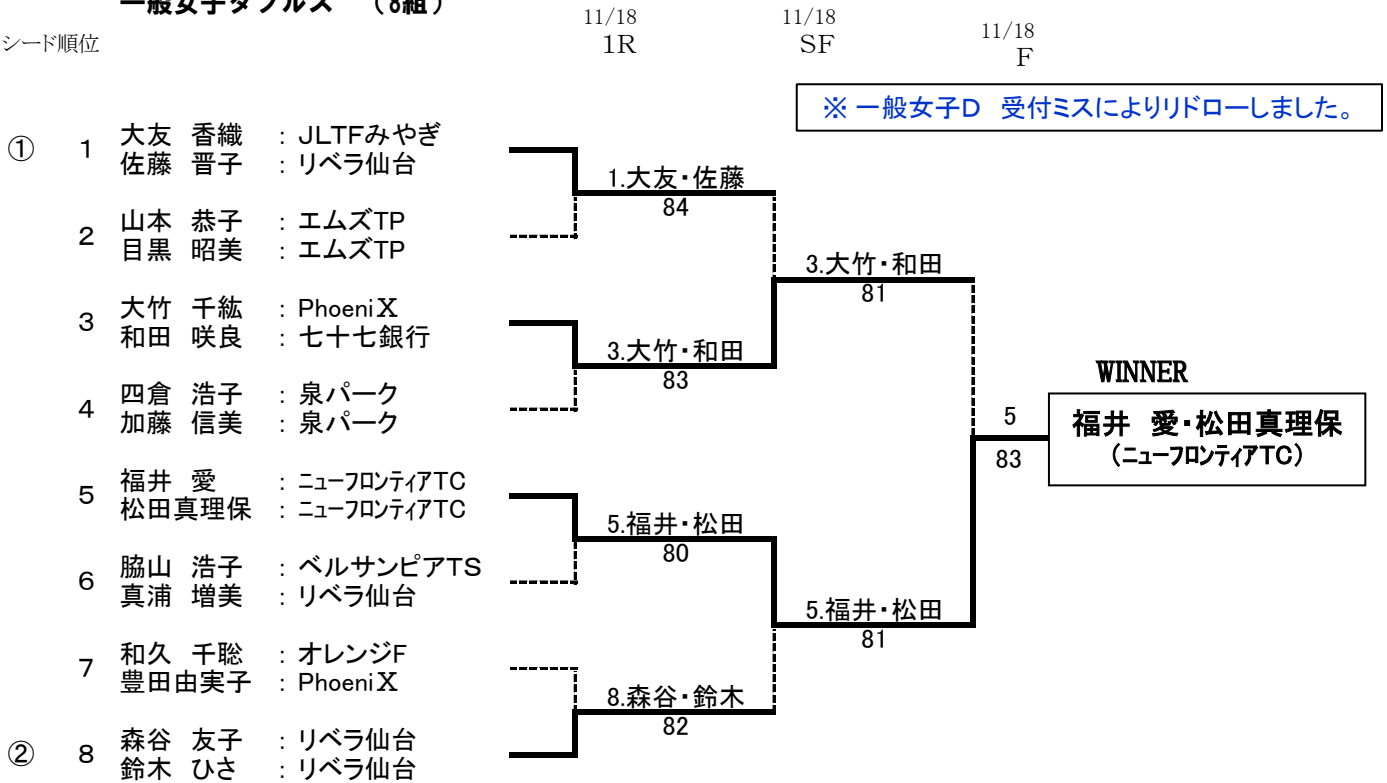 一般女子ダブルス （8組）
11/18 11/18 11/18
シード順位 1R SF F
※ 一般女子D 受付ミスによりリドローしました。
① 1 大友 香織 : JLTFみやぎ
佐藤 晋子 : リベラ仙台
1.大友・佐藤
84
2 山本 恭子 : エムズTP
目黒 昭美 : エムズTP
3.大竹・和田
81
3 大竹 千紘 : PhoeniX
和田 咲良 : 七十七銀行
3.大竹・和田
83
4 四倉 浩子 : 泉パーク
加藤 信美 : 泉パーク
WINNER
5 福井 愛・松田真理保
83 （ニューフロンティアTC）
5 福井 愛 : ニューフロンティアTC
松田真理保 : ニューフロンティアTC
5.福井・松田
80
6 脇山 浩子 : ベルサンピアTS
真浦 増美 : リベラ仙台
5.福井・松田
81
7 和久 千聡 : オレンジF
豊田由実子 : PhoeniX
8.森谷・鈴木
82
② 8 森谷 友子 : リベラ仙台
鈴木 ひさ : リベラ仙台